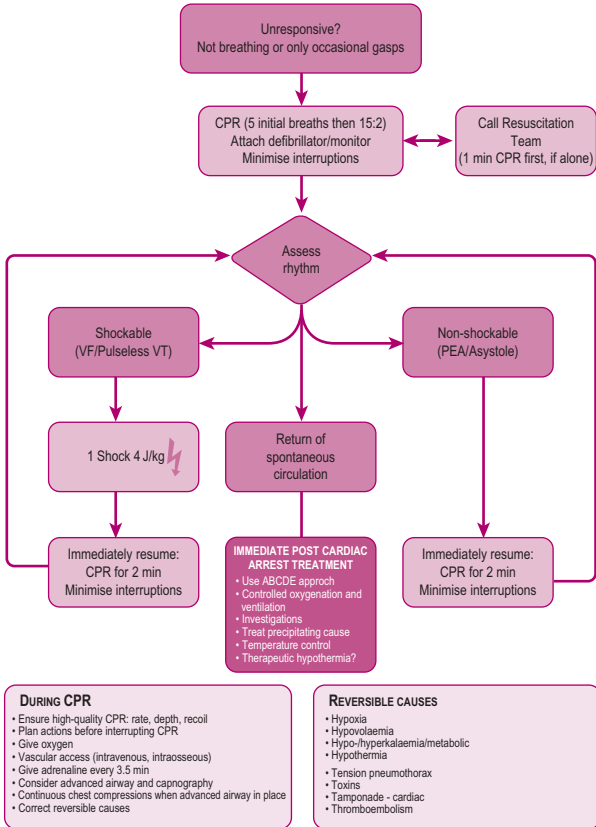 Unresponsive?
Not breathing or only occasional gasps
CPR (5 initial breaths then 15:2)
Attach defibrillator/monitor
Minimise interruptions
Call Resuscitation
Team
(1 min CPR first, if alone)
Assess
rhythm
Shockable
(VF/Pulseless VT)
Non-shockable
(PEA/Asystole)
1 Shock 4 J/kg
Return of
spontaneous
circulation
Immediately resume:
CPR for 2 min
Minimise interruptions
IMMEDIATE POST CARDIAC
ARREST TREATMENT
• Use ABCDE approch
• Controlled oxygenation and
ventilation
• Investigations
• Treat precipitating cause
• Temperature control
• Therapeutic hypothermia?
Immediately resume:
CPR for 2 min
Minimise interruptions
DURING CPR
• Ensure high-quality CPR: rate, depth, recoil
• Plan actions before interrupting CPR
• Give oxygen
• Vascular access (intravenous, intraosseous)
• Give adrenaline every 3.5 min
• Consider advanced airway and capnography
• Continuous chest compressions when advanced airway in place
• Correct reversible causes
REVERSIBLE CAUSES
• Hypoxia
• Hypovolaemia
• Hypo-/hyperkalaemia/metabolic
• Hypothermia
• Tension pneumothorax
• Toxins
• Tamponade - cardiac
• Thromboembolism